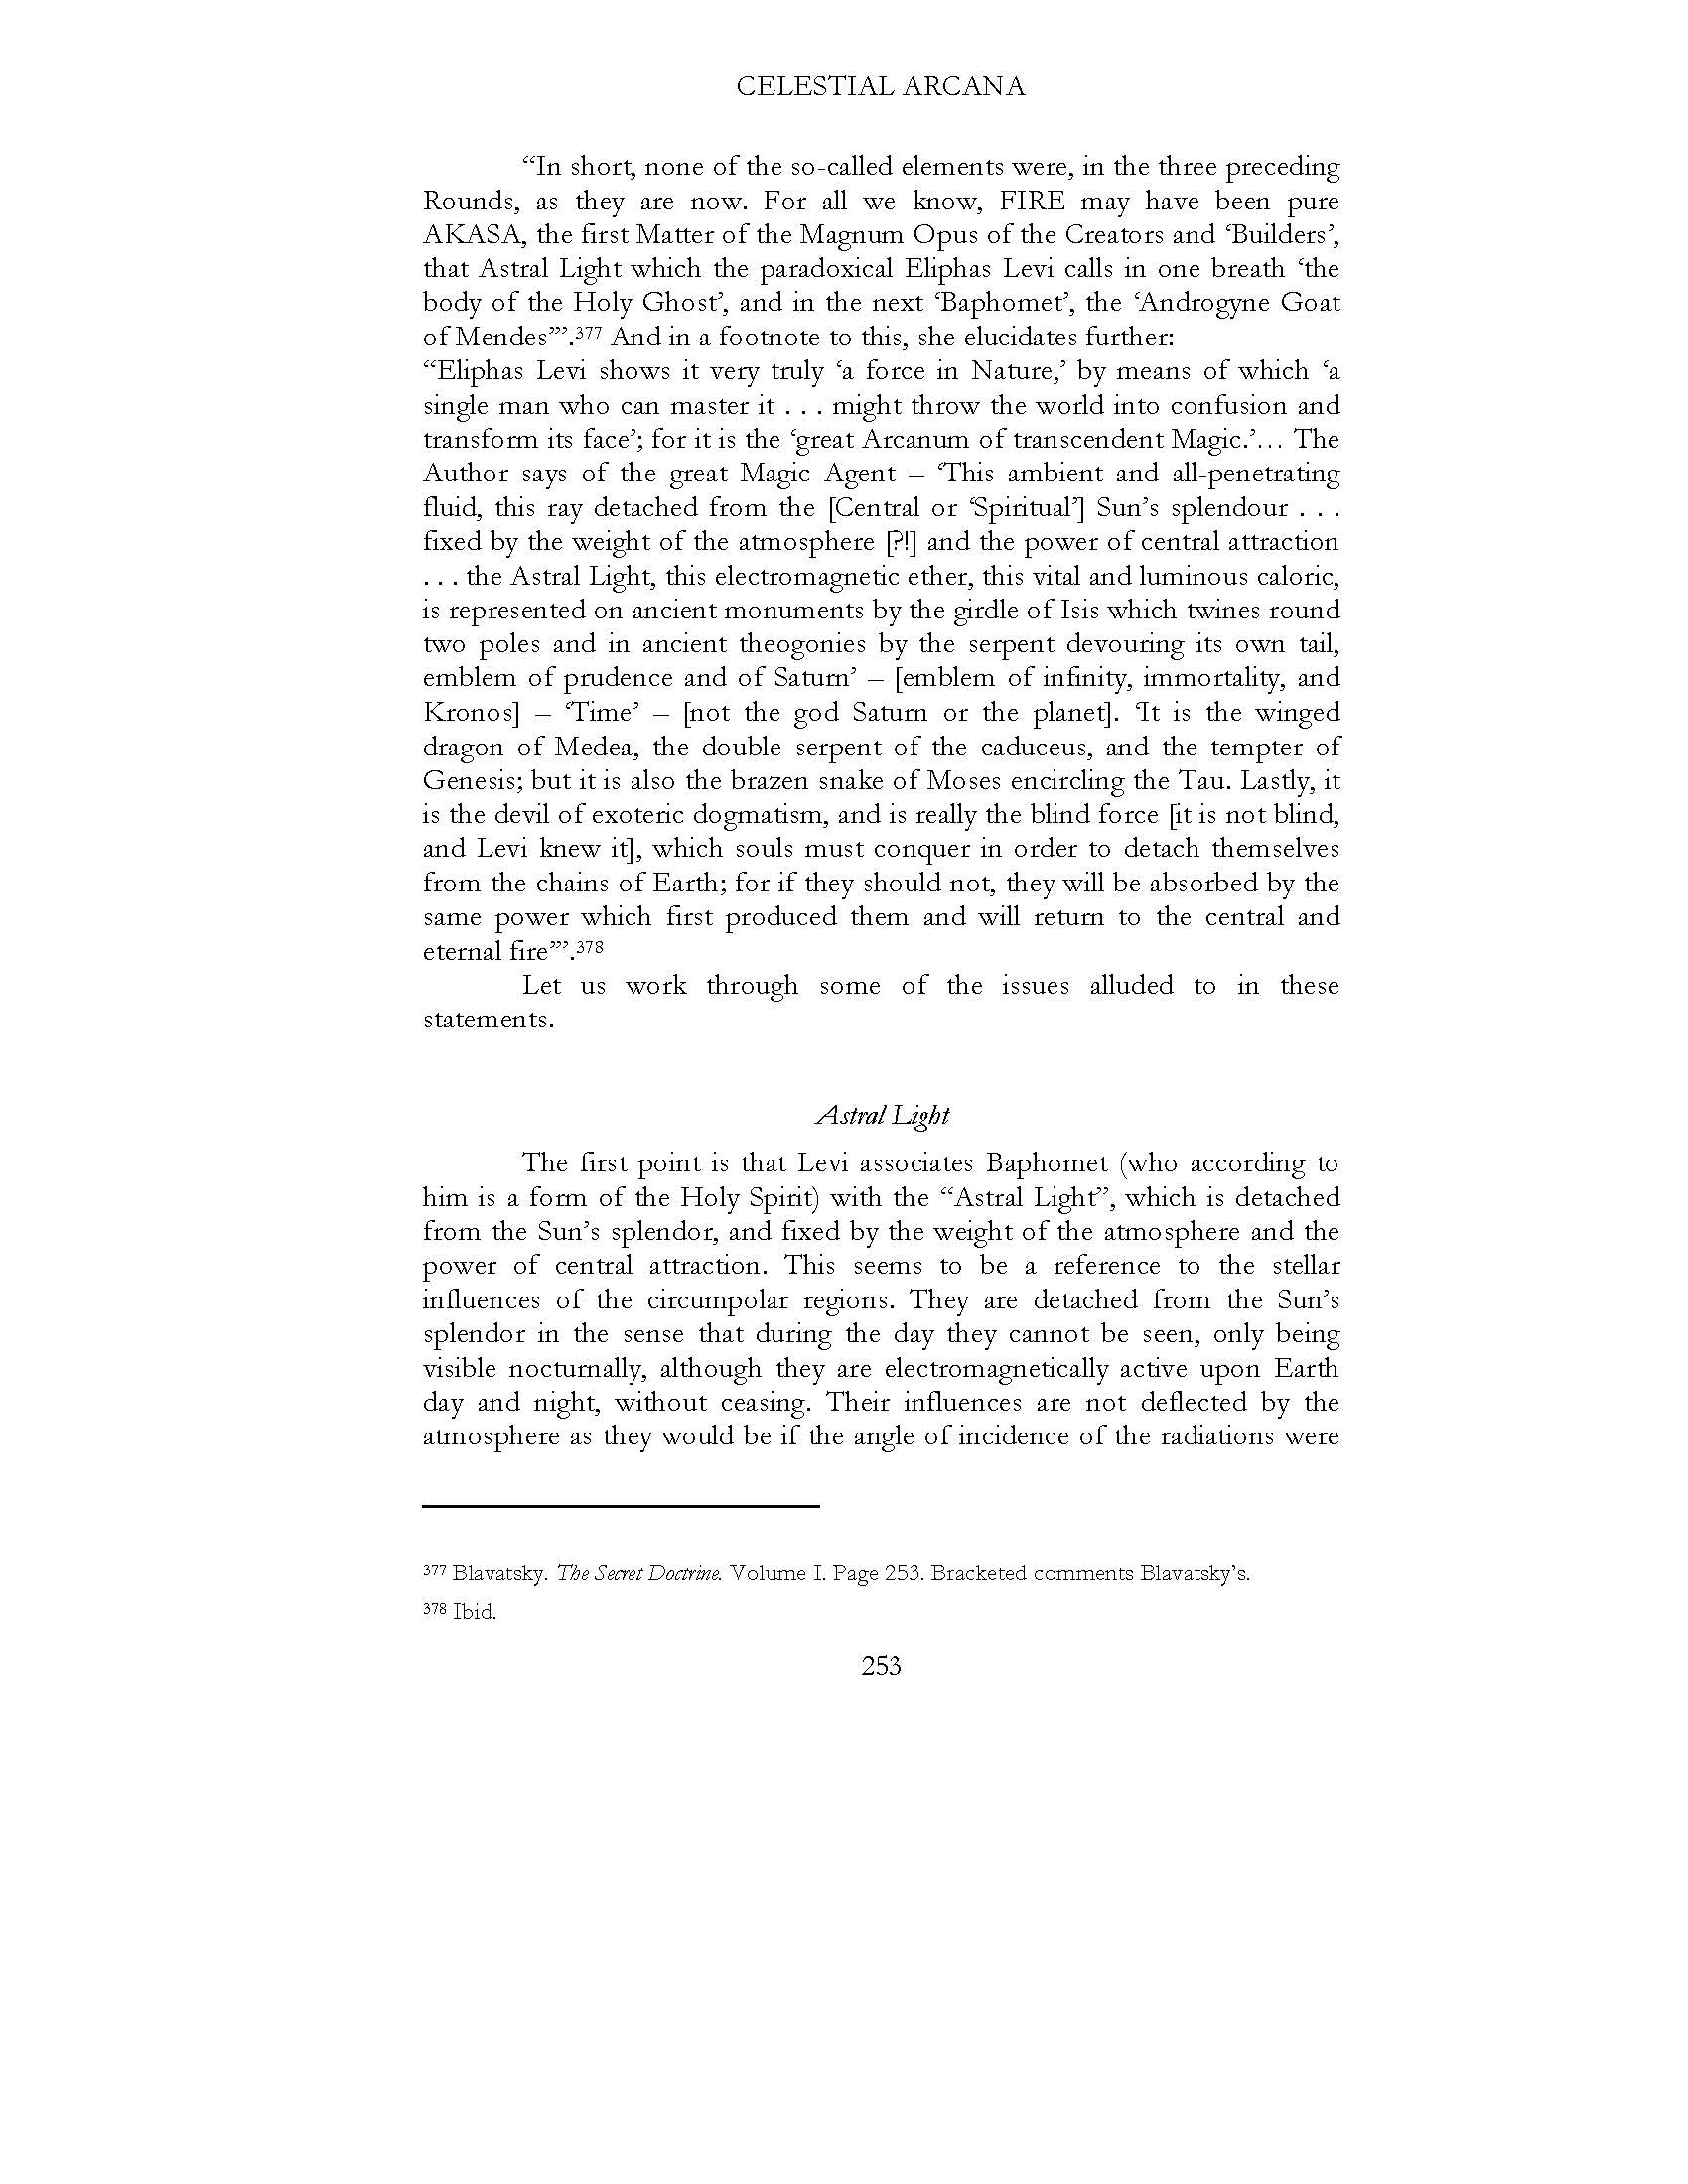 CELESTIAL ARCANA
“In short, none of the so-called elements were, in the three preceding
Rounds, as they are now. For all we know, FIRE may have been pure
AKASA, the first Matter of the Magnum Opus of the Creators and ‘Builders’,
that Astral Light which the paradoxical Eliphas Levi calls in one breath ‘the
body of the Holy Ghost’, and in the next ‘Baphomet’, the ‘Androgyne Goat
of Mendes’”.377 And in a footnote to this, she elucidates further:
“Eliphas Levi shows it very truly ‘a force in Nature,’ by means of which ‘a
single man who can master it . . . might throw the world into confusion and
transform its face’; for it is the ‘great Arcanum of transcendent Magic.’… The
Author says of the great Magic Agent – ‘This ambient and all-penetrating
fluid, this ray detached from the [Central or ‘Spiritual’] Sun’s splendour . . .
fixed by the weight of the atmosphere [?!] and the power of central attraction
. . . the Astral Light, this electromagnetic ether, this vital and luminous caloric,
is represented on ancient monuments by the girdle of Isis which twines round
two poles and in ancient theogonies by the serpent devouring its own tail,
emblem of prudence and of Saturn’ – [emblem of infinity, immortality, and
Kronos] – ‘Time’ – [not the god Saturn or the planet]. ‘It is the winged
dragon of Medea, the double serpent of the caduceus, and the tempter of
Genesis; but it is also the brazen snake of Moses encircling the Tau. Lastly, it
is the devil of exoteric dogmatism, and is really the blind force [it is not blind,
and Levi knew it], which souls must conquer in order to detach themselves
from the chains of Earth; for if they should not, they will be absorbed by the
same power which first produced them and will return to the central and
eternal fire’”.378
Let us work through some of the issues alluded to in these
statements.
Astral Light
The first point is that Levi associates Baphomet (who according to
him is a form of the Holy Spirit) with the “Astral Light”, which is detached
from the Sun’s splendor, and fixed by the weight of the atmosphere and the
power of central attraction. This seems to be a reference to the stellar
influences of the circumpolar regions. They are detached from the Sun’s
splendor in the sense that during the day they cannot be seen, only being
visible nocturnally, although they are electromagnetically active upon Earth
day and night, without ceasing. Their influences are not deflected by the
atmosphere as they would be if the angle of incidence of the radiations were
377 Blavatsky. The Secret Doctrine. Volume I. Page 253. Bracketed comments Blavatsky’s.
378 Ibid.
253